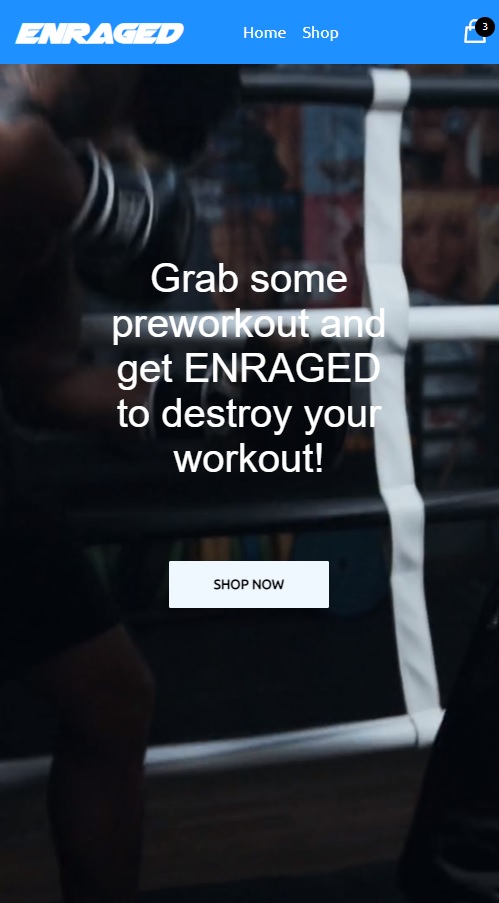 ENRAGED
Home Shop
3
Grab some
preworkout and
get ENRAGED
to destroy your
workout!
SHOP NOW